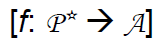 [f: 𝒫* → 𝒜]